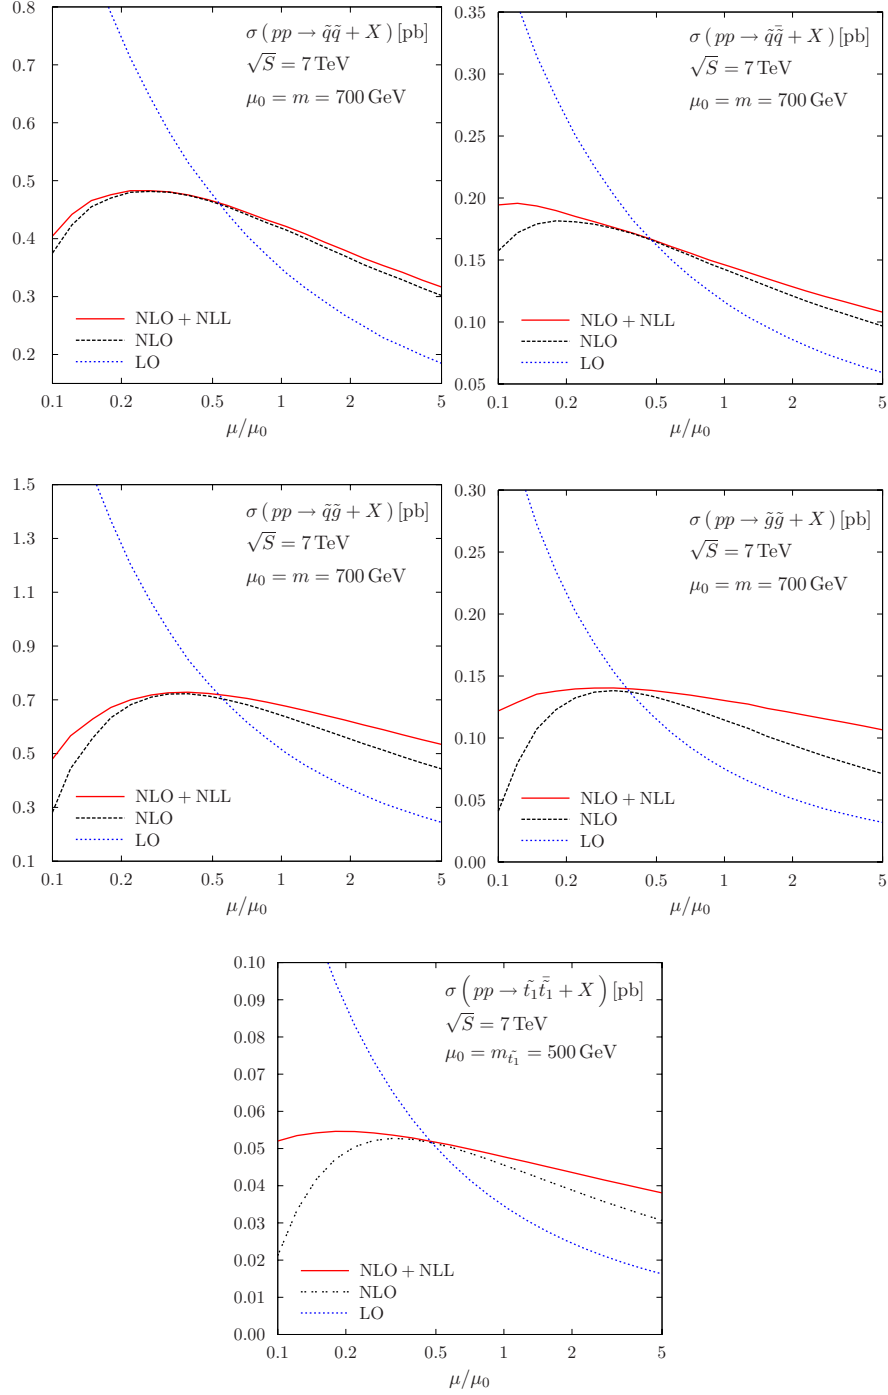 σ(pp → q̃q̃ + X) [pb]
√S = 7 TeV
μ₀ = m = 700 GeV
0.8
0.7
0.6
0.5
0.4
0.3
0.2
NLO + NLL
NLO
LO
0.1 0.2 0.5 1 2 5
μ/μ₀
σ(pp → q̃q̃̄ + X) [pb]
√S = 7 TeV
μ₀ = m = 700 GeV
0.35
0.30
0.25
0.20
0.15
0.10
0.05
NLO + NLL
NLO
LO
0.1 0.2 0.5 1 2 5
μ/μ₀
σ(pp → q̃g̃ + X) [pb]
√S = 7 TeV
μ₀ = m = 700 GeV
1.5
1.3
1.1
0.9
0.7
0.5
0.3
0.1
NLO + NLL
NLO
LO
0.1 0.2 0.5 1 2 5
μ/μ₀
σ(pp → g̃g̃ + X) [pb]
√S = 7 TeV
μ₀ = m = 700 GeV
0.30
0.25
0.20
0.15
0.10
0.05
0.00
NLO + NLL
NLO
LO
0.1 0.2 0.5 1 2 5
μ/μ₀
σ(pp → t̃₁t̃̄₁ + X) [pb]
√S = 7 TeV
μ₀ = m_t̃₁ = 500 GeV
0.10
0.09
0.08
0.07
0.06
0.05
0.04
0.03
0.02
0.01
0.00
NLO + NLL
NLO
LO
0.1 0.2 0.5 1 2 5
μ/μ₀